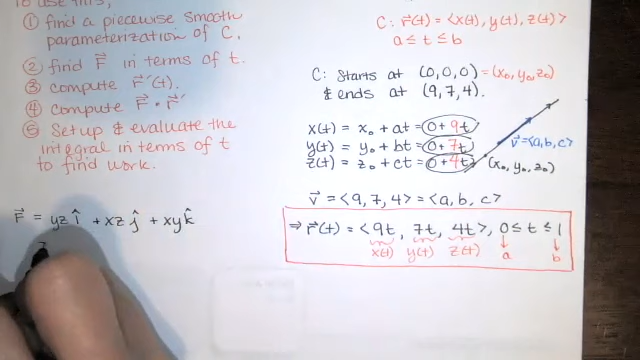 To use this:
① find a piecewise smooth
parameterization of C.
② find F⃗ in terms of t.
③ compute r⃗'(t).
④ compute F⃗ • r⃗'
⑤ Set up & evaluate the
integral in terms of t
to find work.
F⃗ = yz î + xz ĵ + xy k̂
C: r⃗(t) = <x(t), y(t), z(t)>
a ≤ t ≤ b
C: Starts at (0,0,0) = (x₀, y₀, z₀)
& ends at (9,7,4).
x(t) = x₀ + at = 0 + 9t
y(t) = y₀ + bt = 0 + 7t
z(t) = z₀ + ct = 0 + 4t
v⃗ = <a, b, c>
(x₀, y₀, z₀)
v⃗ = <9, 7, 4> = <a, b, c>
⇒ r⃗(t) = <9t, 7t, 4t>, 0 ≤ t ≤ 1
x(t) y(t) z(t) a b